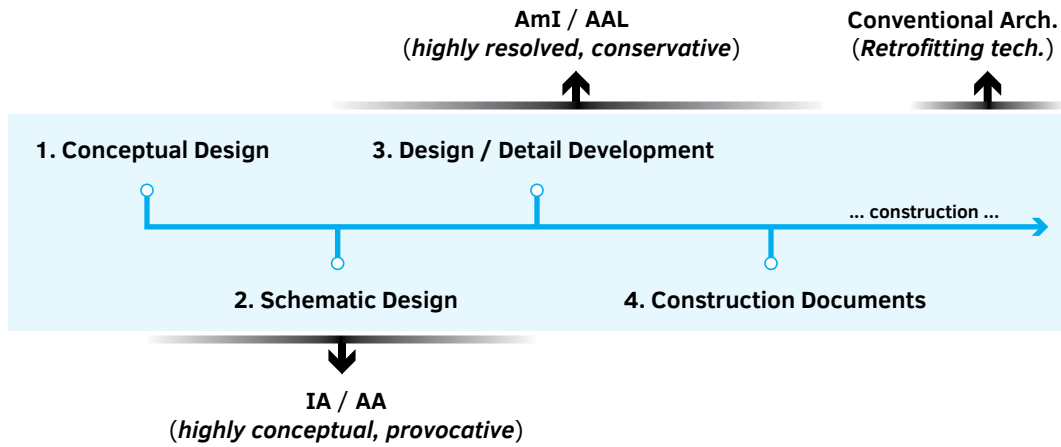 AmI / AAL
(highly resolved, conservative)
Conventional Arch.
(Retrofitting tech.)
1. Conceptual Design
3. Design / Detail Development
... construction ...
2. Schematic Design
4. Construction Documents
IA / AA
(highly conceptual, provocative)